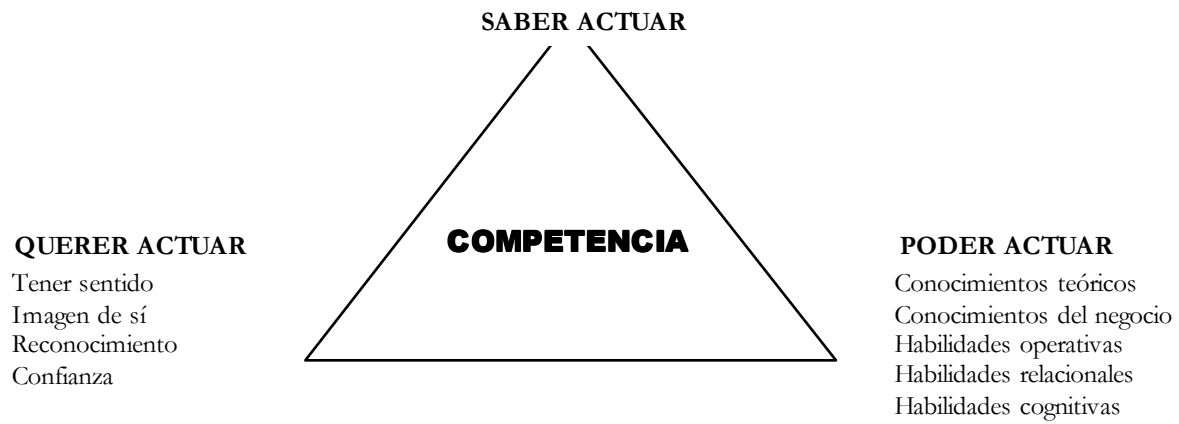 SABER ACTUAR
COMPETENCIA
QUERER ACTUAR
Tener sentido
Imagen de sí
Reconocimiento
Confianza
PODER ACTUAR
Conocimientos teóricos
Conocimientos del negocio
Habilidades operativas
Habilidades relacionales
Habilidades cognitivas